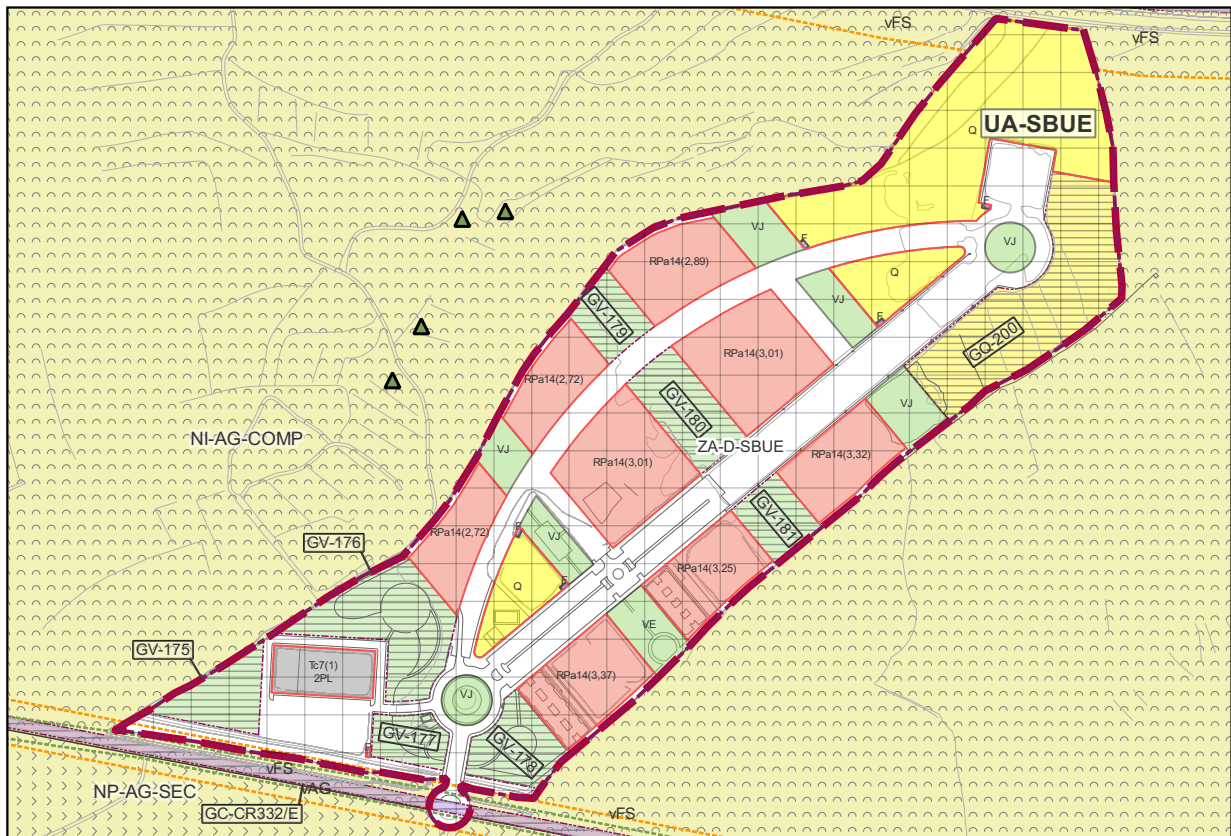 vFS
vFS
Q
UA-SBUE
E
VJ
VJ
E
RPa14(2,89)
Q
VJ
GV-179
E
GQ-200
RPa14(3,01)
RPa14(2,72)
GV-180
VJ
NI-AG-COMP
ZA-D-SBUE
VJ
RPa14(3,32)
RPa14(3,01)
GV-181
RPa14(2,72)
E
VJ
GV-176
RPa14(3,25)
E
Q
VE
GV-175
Tc7(1)
2PL
RPa14(3,37)
VJ
GV-177
GV-178
E
vFS
NP-AG-SEC
vAG
GC-CR332/E
vFS